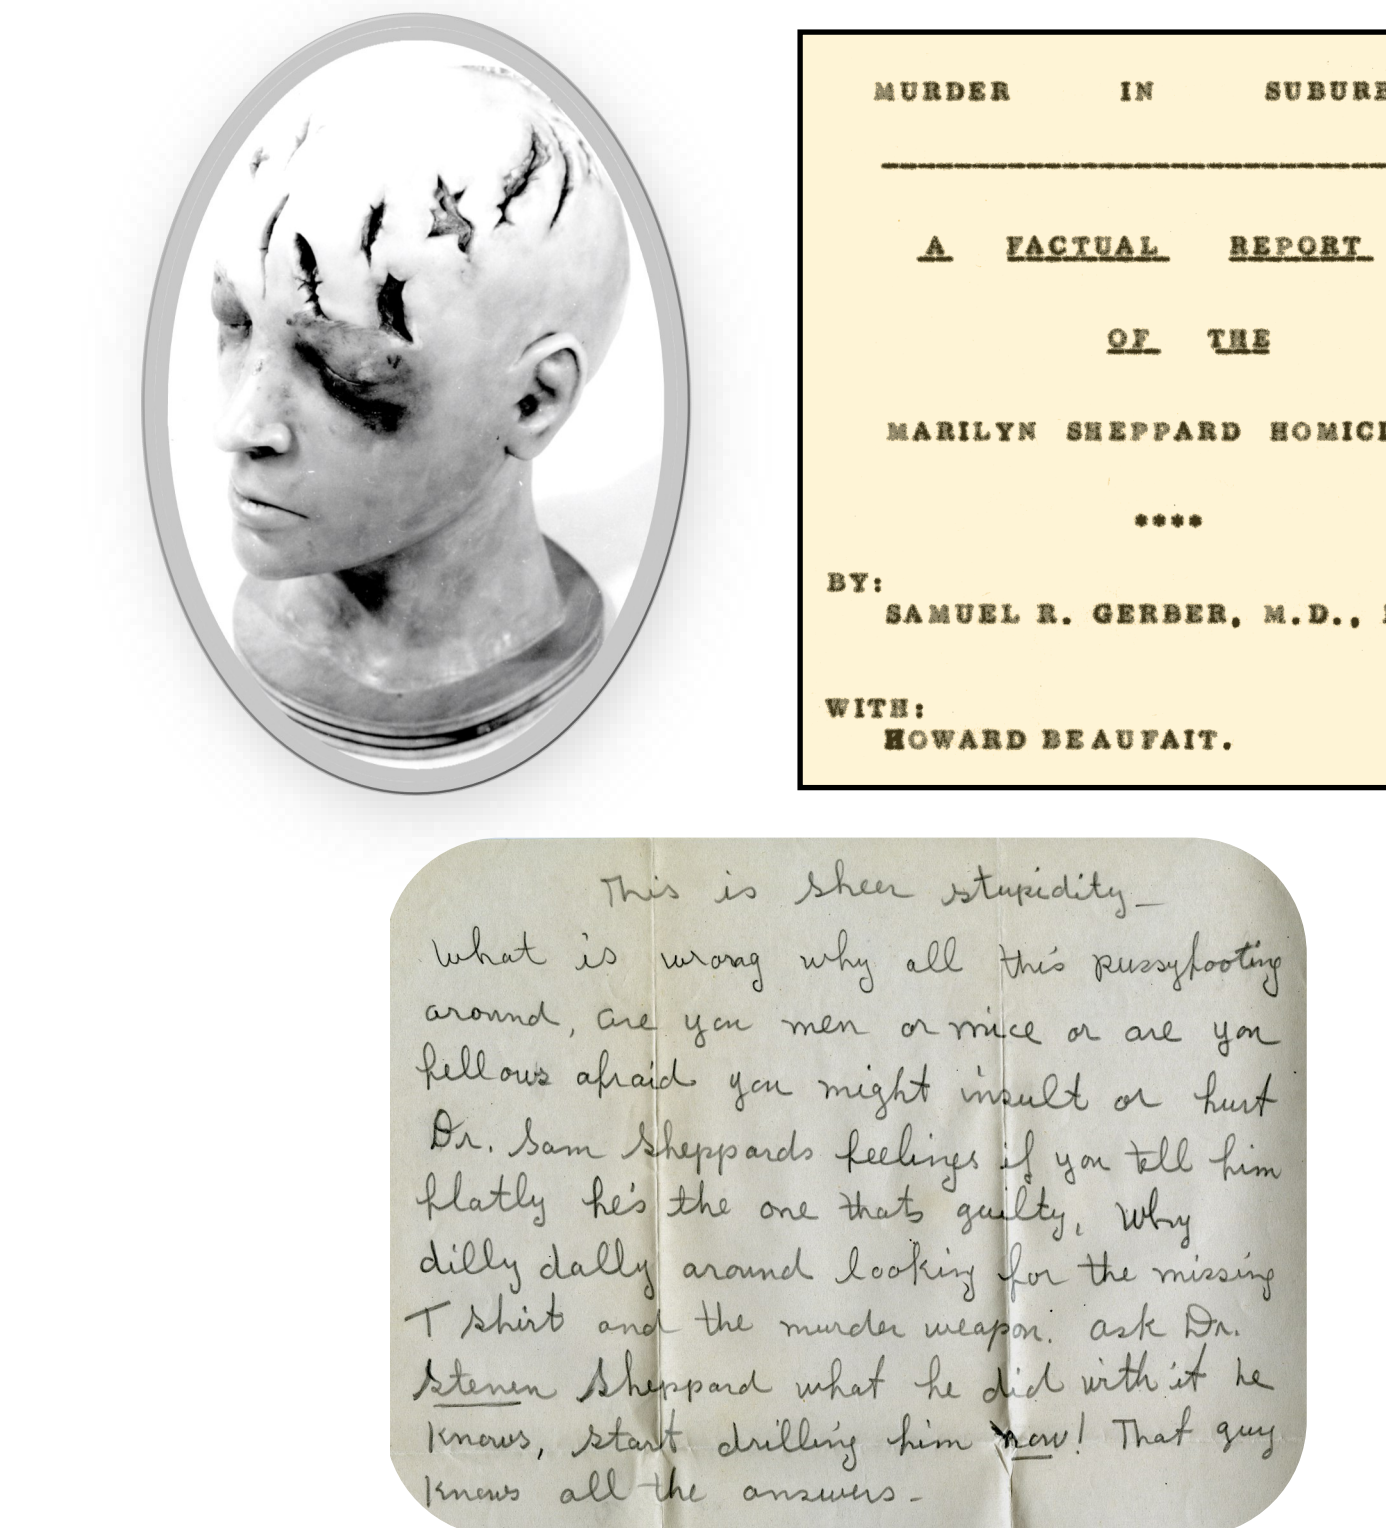 MURDER IN
A FACTUAL REPORT
OF THE
MARILYN SHEPPARD
****
BY:
SAMUEL R. GERBER, M.D.,
WITH:
HOWARD BEAUFAIT.
This is sheer stupidity_
What is wrong why all this pussyfooting
around, are you men or mice or are you
fellows afraid you might insult or hurt
Dr. Sam Sheppards feelings if you tell him
flatly he's the one thats guilty, Why
dilly dally around looking for the missing
T shirt and the murder weapon. ask Dr.
Steven Sheppard what he did with it he
knows, start drilling him now! That guy
knows all the answers-